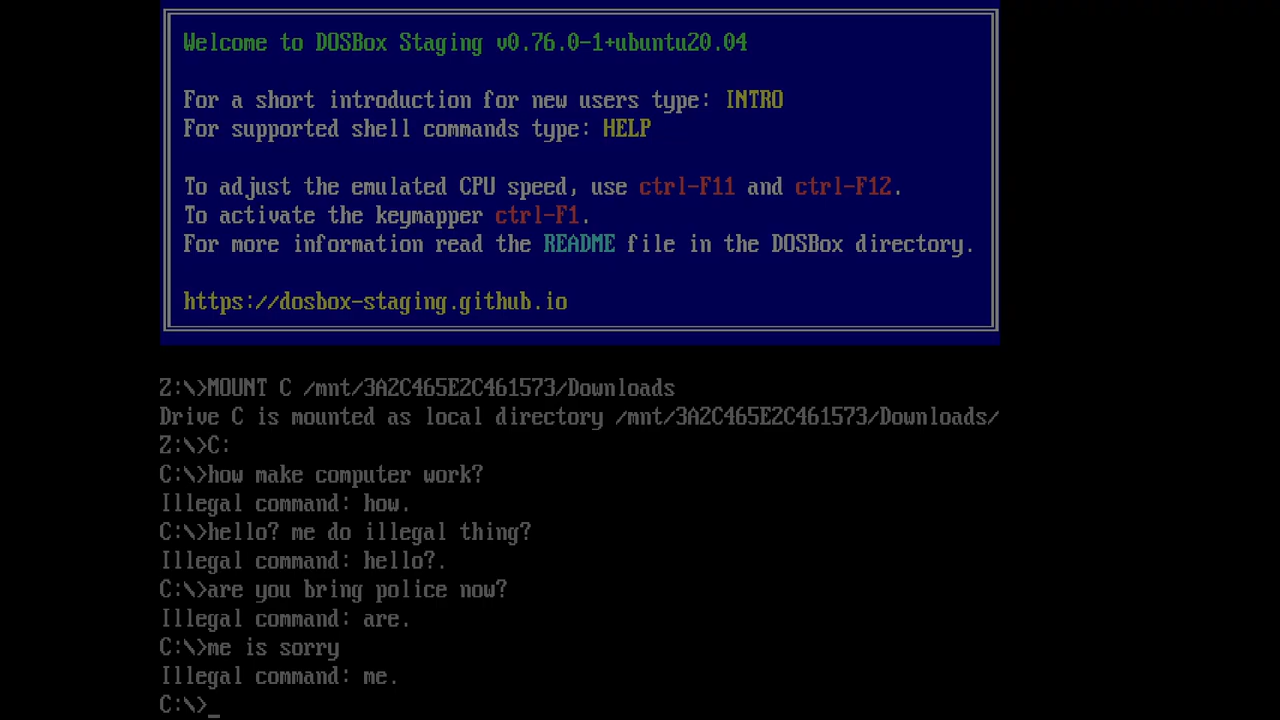 Welcome to DOSBox Staging v0.76.0-1+ubuntu20.04
For a short introduction for new users type: INTRO
For supported shell commands type: HELP
To adjust the emulated CPU speed, use ctrl-F11 and ctrl-F12.
To activate the keymapper ctrl-F1.
For more information read the README file in the DOSBox directory.
https://dosbox-staging.github.io
Z:\>MOUNT C /mnt/3A2C465E2C461573/Downloads
Drive C is mounted as local directory /mnt/3A2C465E2C461573/Downloads/
Z:\>C:
C:\>how make computer work?
Illegal command: how.
C:\>hello? me do illegal thing?
Illegal command: hello?.
C:\>are you bring police now?
Illegal command: are.
C:\>me is sorry
Illegal command: me.
C:\>_